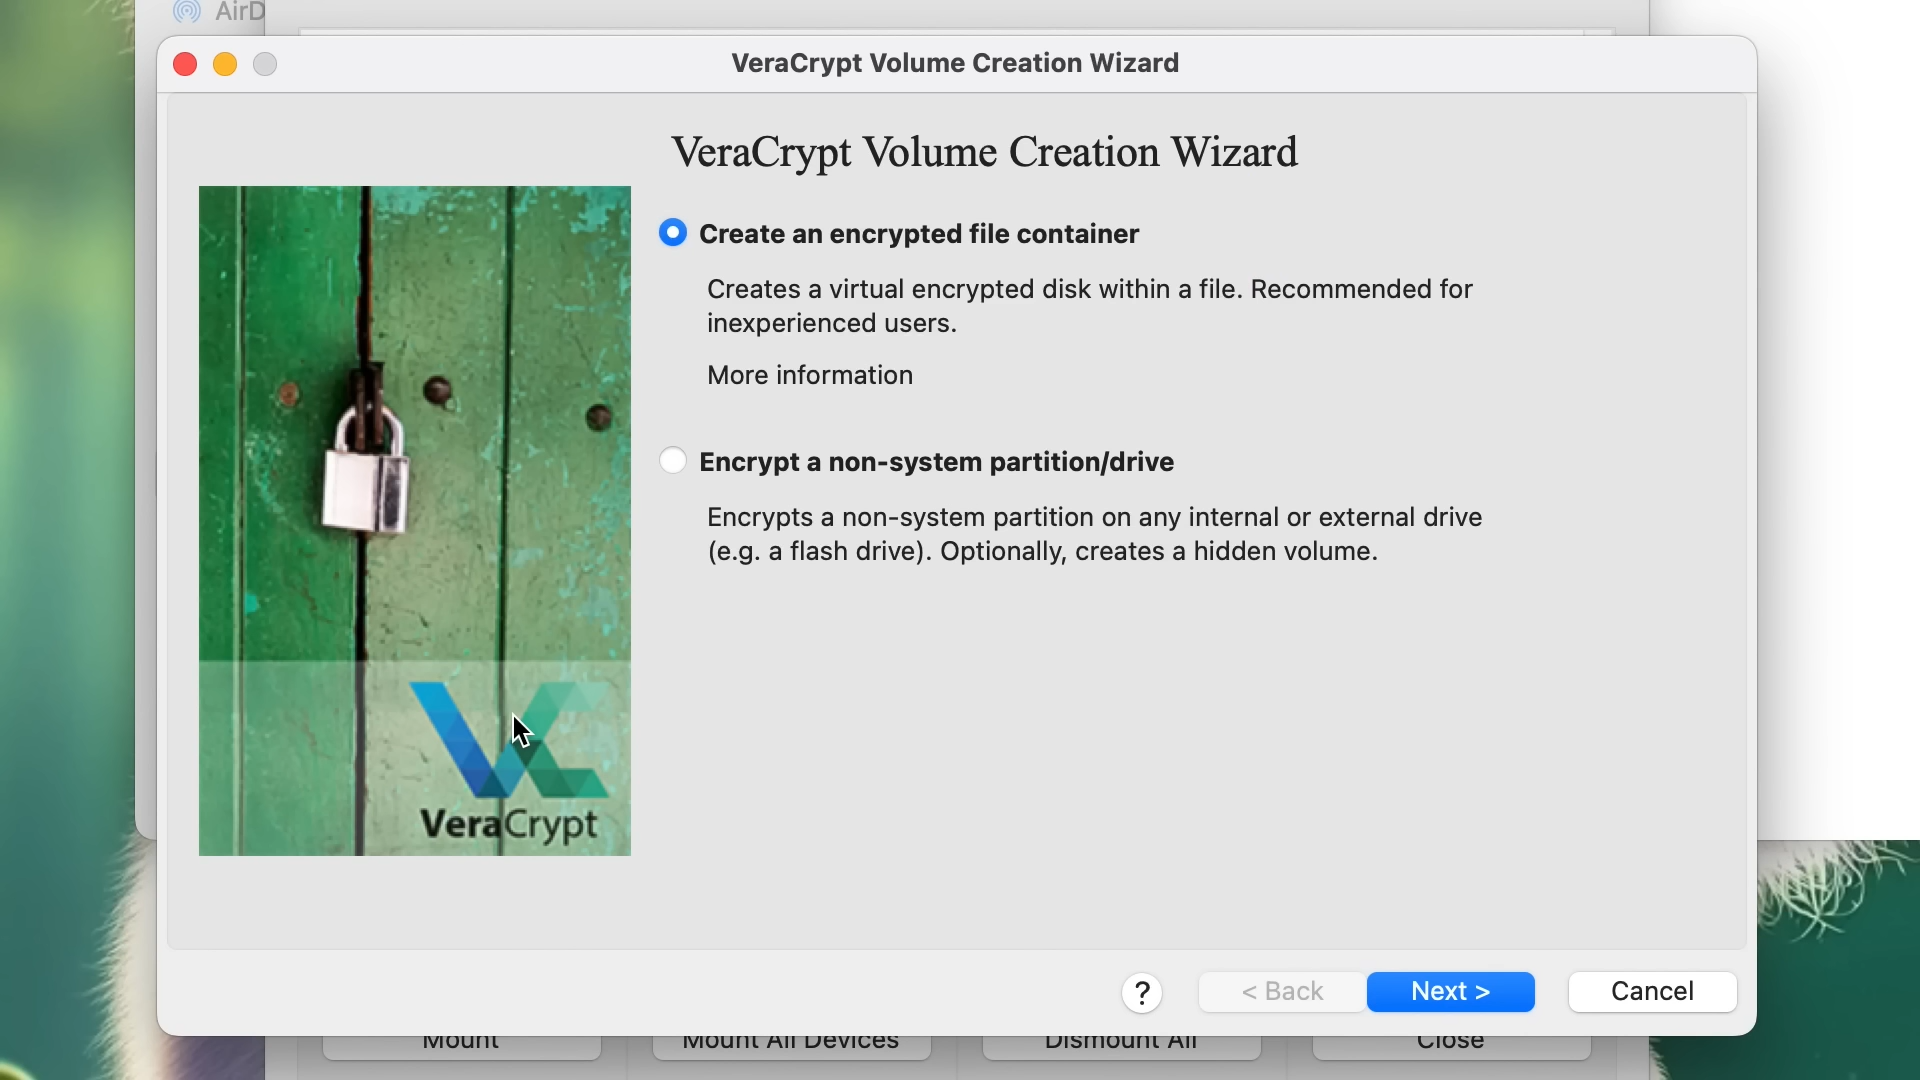 AirD
VeraCrypt Volume Creation Wizard
VeraCrypt Volume Creation Wizard
Create an encrypted file container
Creates a virtual encrypted disk within a file. Recommended for
inexperienced users.
More information
Encrypt a non-system partition/drive
Encrypts a non-system partition on any internal or external drive
(e.g. a flash drive). Optionally, creates a hidden volume.
VeraCrypt
?
< Back
Next >
Cancel
Mount
Mount All Devices
Dismount All
Close